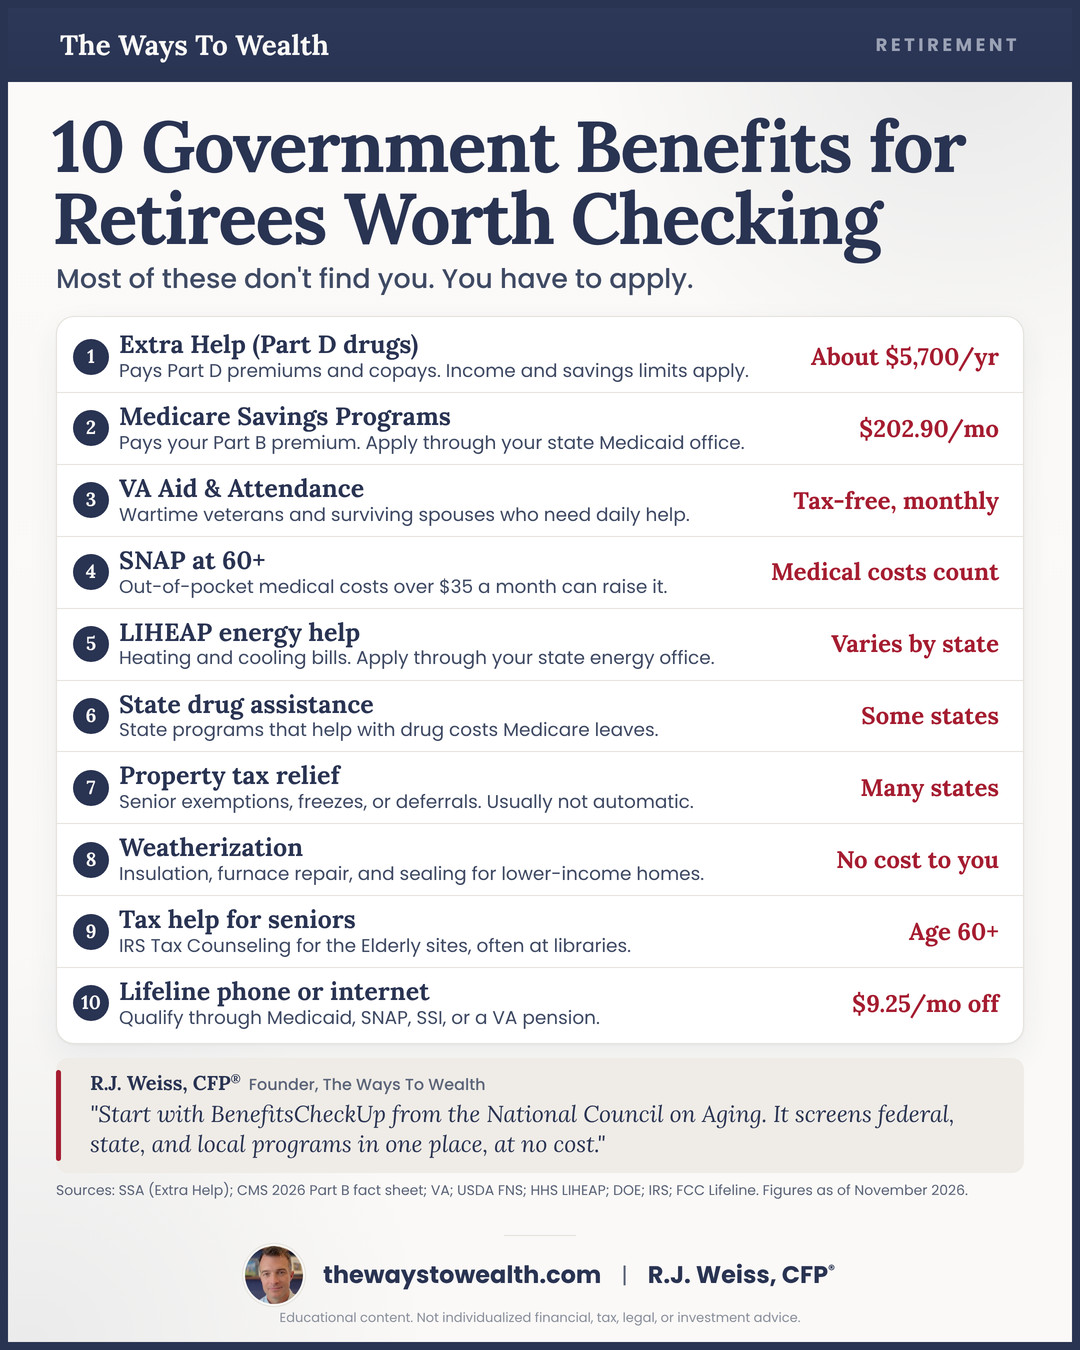 The Ways To Wealth
RETIREMENT
10 Government Benefits for
Retirees Worth Checking
Most of these don't find you. You have to apply.
1
Extra Help (Part D drugs)
Pays Part D premiums and copays. Income and savings limits apply.
About $5,700/yr
2
Medicare Savings Programs
Pays your Part B premium. Apply through your state Medicaid office.
$202.90/mo
3
VA Aid & Attendance
Wartime veterans and surviving spouses who need daily help.
Tax-free, monthly
4
SNAP at 60+
Out-of-pocket medical costs over $35 a month can raise it.
Medical costs count
5
LIHEAP energy help
Heating and cooling bills. Apply through your state energy office.
Varies by state
6
State drug assistance
State programs that help with drug costs Medicare leaves.
Some states
7
Property tax relief
Senior exemptions, freezes, or deferrals. Usually not automatic.
Many states
8
Weatherization
Insulation, furnace repair, and sealing for lower-income homes.
No cost to you
9
Tax help for seniors
IRS Tax Counseling for the Elderly sites, often at libraries.
Age 60+
10
Lifeline phone or internet
Qualify through Medicaid, SNAP, SSI, or a VA pension.
$9.25/mo off
R.J. Weiss, CFP® Founder, The Ways To Wealth
"Start with BenefitsCheckUp from the National Council on Aging. It screens federal,
state, and local programs in one place, at no cost."
Sources: SSA (Extra Help); CMS 2026 Part B fact sheet; VA; USDA FNS; HHS LIHEAP; DOE; IRS; FCC Lifeline. Figures as of November 2026.
thewaystowealth.com | R.J. Weiss, CFP®
Educational content. Not individualized financial, tax, legal, or investment advice.